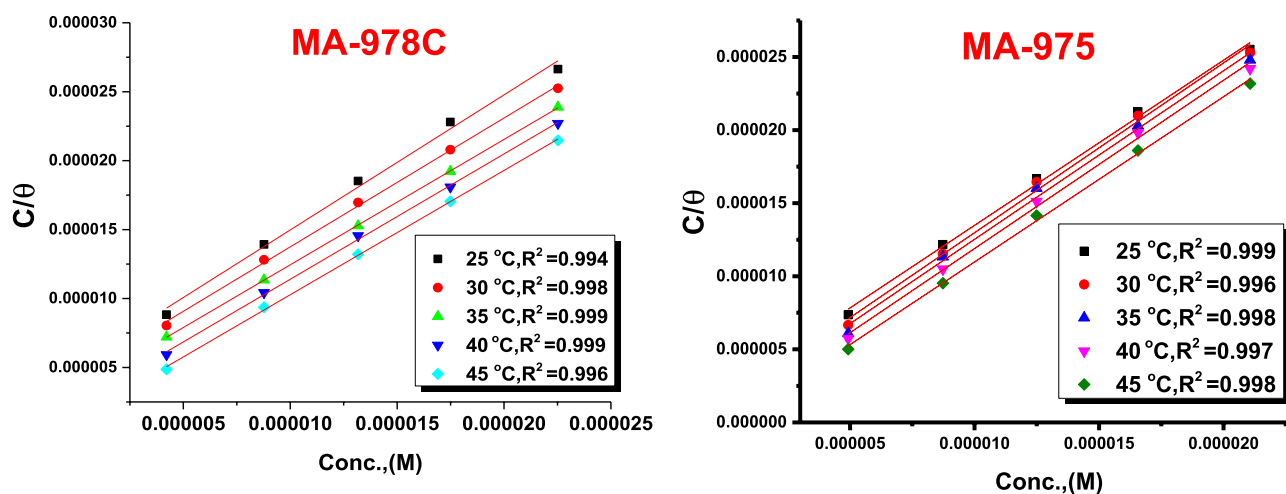 MA-978C
C/θ
0.000030
0.000025
0.000020
0.000015
0.000010
0.000005
25 °C,R²=0.994
30 °C,R²=0.998
35 °C,R²=0.999
40 °C,R²=0.999
45 °C,R²=0.996
0.000005 0.000010 0.000015 0.000020 0.000025
Conc.,(M)
MA-975
C/θ
0.000025
0.000020
0.000015
0.000010
0.000005
0.000000
25 °C,R²=0.999
30 °C,R²=0.996
35 °C,R²=0.998
40 °C,R²=0.997
45 °C,R²=0.998
0.000005 0.000010 0.000015 0.000020
Conc.,(M)